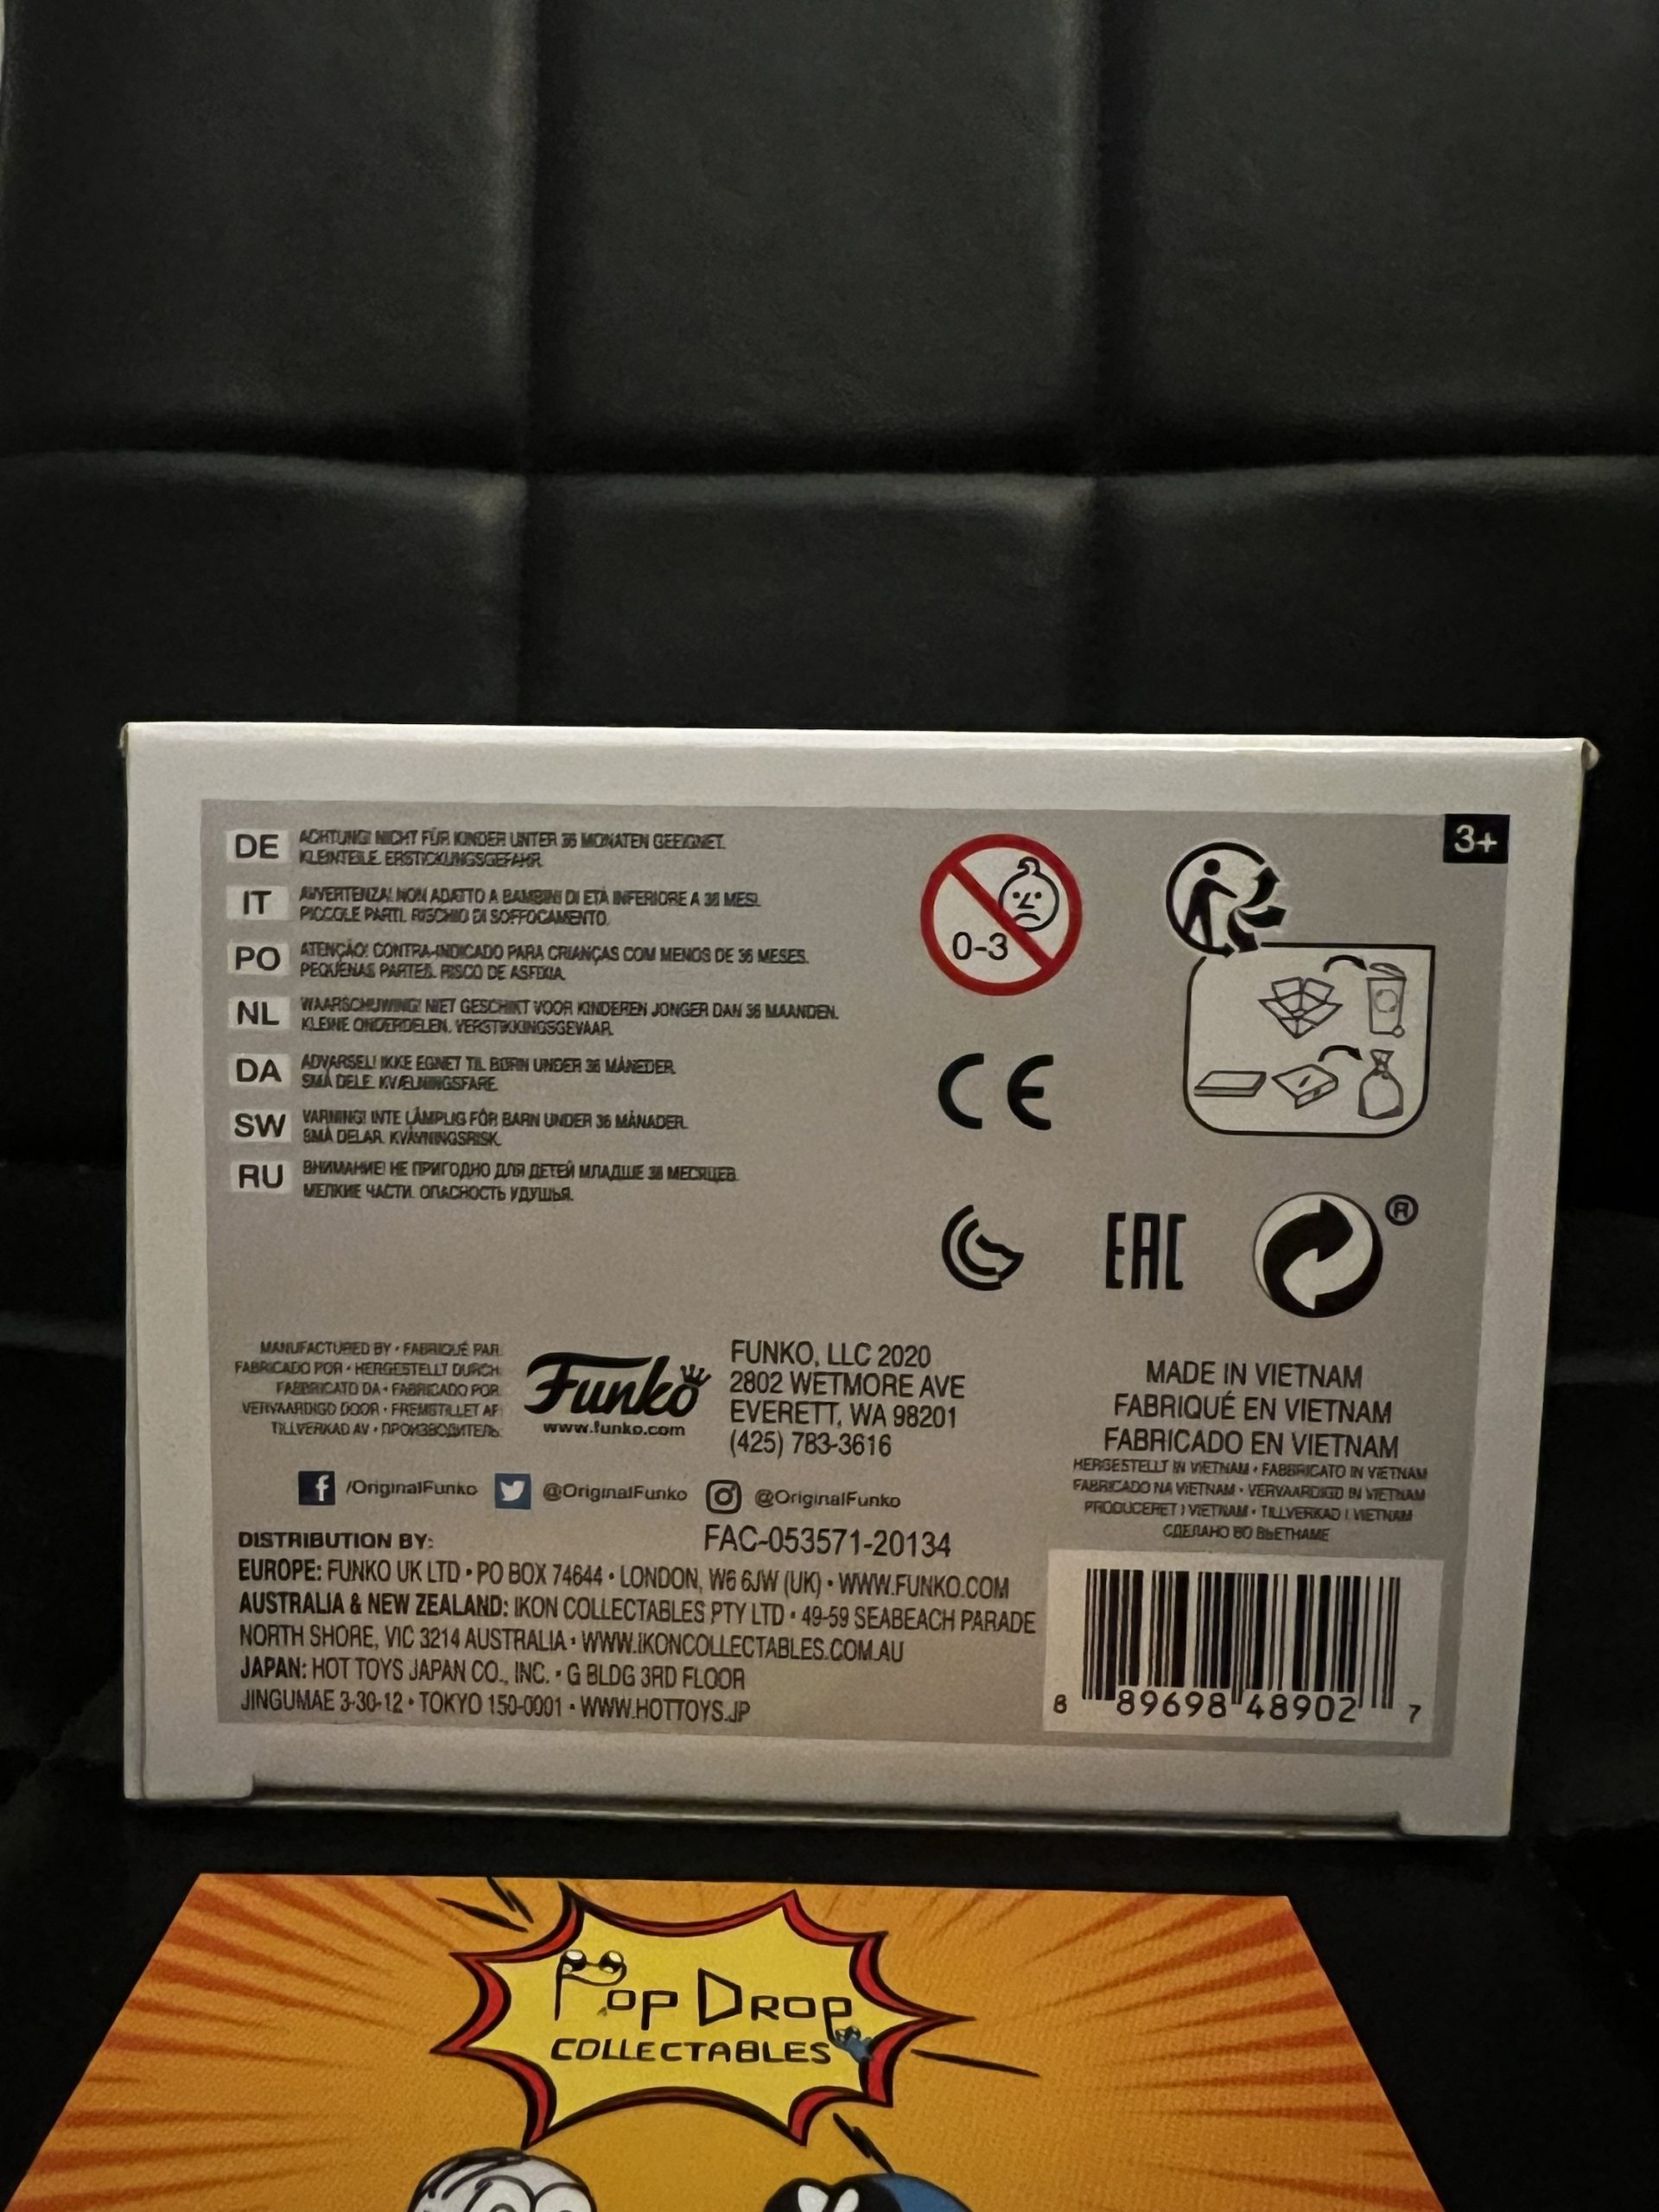 DE ACHTUNG! NICHT FÜR KINDER UNTER 36 MONATEN GEEIGNET.
KLEINTEILE. ERSTICKUNGSGEFAHR.
IT AVVERTENZA! NON ADATTO A BAMBINI DI ETÀ INFERIORE A 36 MESI.
PICCOLE PARTI. RISCHIO DI SOFFOCAMENTO.
PO ATENÇÃO! CONTRA-INDICADO PARA CRIANÇAS COM MENOS DE 36 MESES.
PEQUENAS PARTES. RISCO DE ASFIXIA.
NL WAARSCHUWING! NIET GESCHIKT VOOR KINDEREN JONGER DAN 36 MAANDEN.
KLEINE ONDERDELEN. VERSTIKKINGSGEVAAR.
DA ADVARSEL! IKKE EGNET TIL BØRN UNDER 36 MÅNEDER.
SMÅ DELE. KVÆLNINGSFARE.
SW VARNING! INTE LÄMPLIG FÖR BARN UNDER 36 MÅNADER.
SMÅ DELAR. KVÄVNINGSRISK.
RU ВНИМАНИЕ! НЕ ПРИГОДНО ДЛЯ ДЕТЕЙ МЛАДШЕ 36 МЕСЯЦЕВ.
МЕЛКИЕ ЧАСТИ. ОПАСНОСТЬ УДУШЬЯ.
0-3
3+
CE
EAC
®
MANUFACTURED BY • FABRIQUÉ PAR
FABRICADO POR • HERGESTELLT DURCH
FABBRICATO DA • FABRICADO POR
VERVAARDIGD DOOR • FREMSTILLET AF
TILLVERKAD AV • ПРОИЗВОДИТЕЛЬ
Funko
www.funko.com
FUNKO, LLC 2020
2802 WETMORE AVE
EVERETT, WA 98201
(425) 783-3616
/OriginalFunko @OriginalFunko @OriginalFunko
FAC-053571-20134
MADE IN VIETNAM
FABRIQUÉ EN VIETNAM
FABRICADO EN VIETNAM
HERGESTELLT IN VIETNAM • FABBRICATO IN VIETNAM
FABRICADO NA VIETNAM • VERVAARDIGD IN VIETNAM
PRODUCERET I VIETNAM • TILLVERKAD I VIETNAM
СДЕЛАНО ВО ВЬЕТНАМЕ
DISTRIBUTION BY:
EUROPE: FUNKO UK LTD • PO BOX 74644 • LONDON, W6 6JW (UK) • WWW.FUNKO.COM
AUSTRALIA & NEW ZEALAND: IKON COLLECTABLES PTY LTD • 49-59 SEABEACH PARADE
NORTH SHORE, VIC 3214 AUSTRALIA • WWW.IKONCOLLECTABLES.COM.AU
JAPAN: HOT TOYS JAPAN CO., INC. • G BLDG 3RD FLOOR
JINGUMAE 3-30-12 • TOKYO 150-0001 • WWW.HOTTOYS.JP
8 89698 48902 7
POP DROP
COLLECTABLES